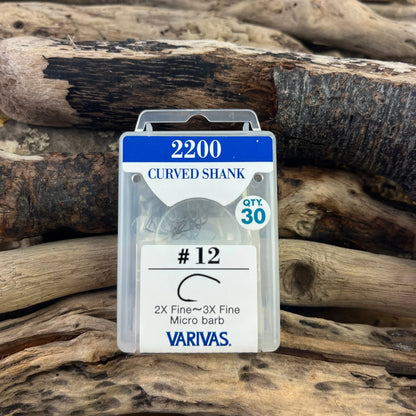 2200
CURVED SHANK
QTY.
30
#12
2X Fine~3X Fine
Micro barb
VARIVAS.